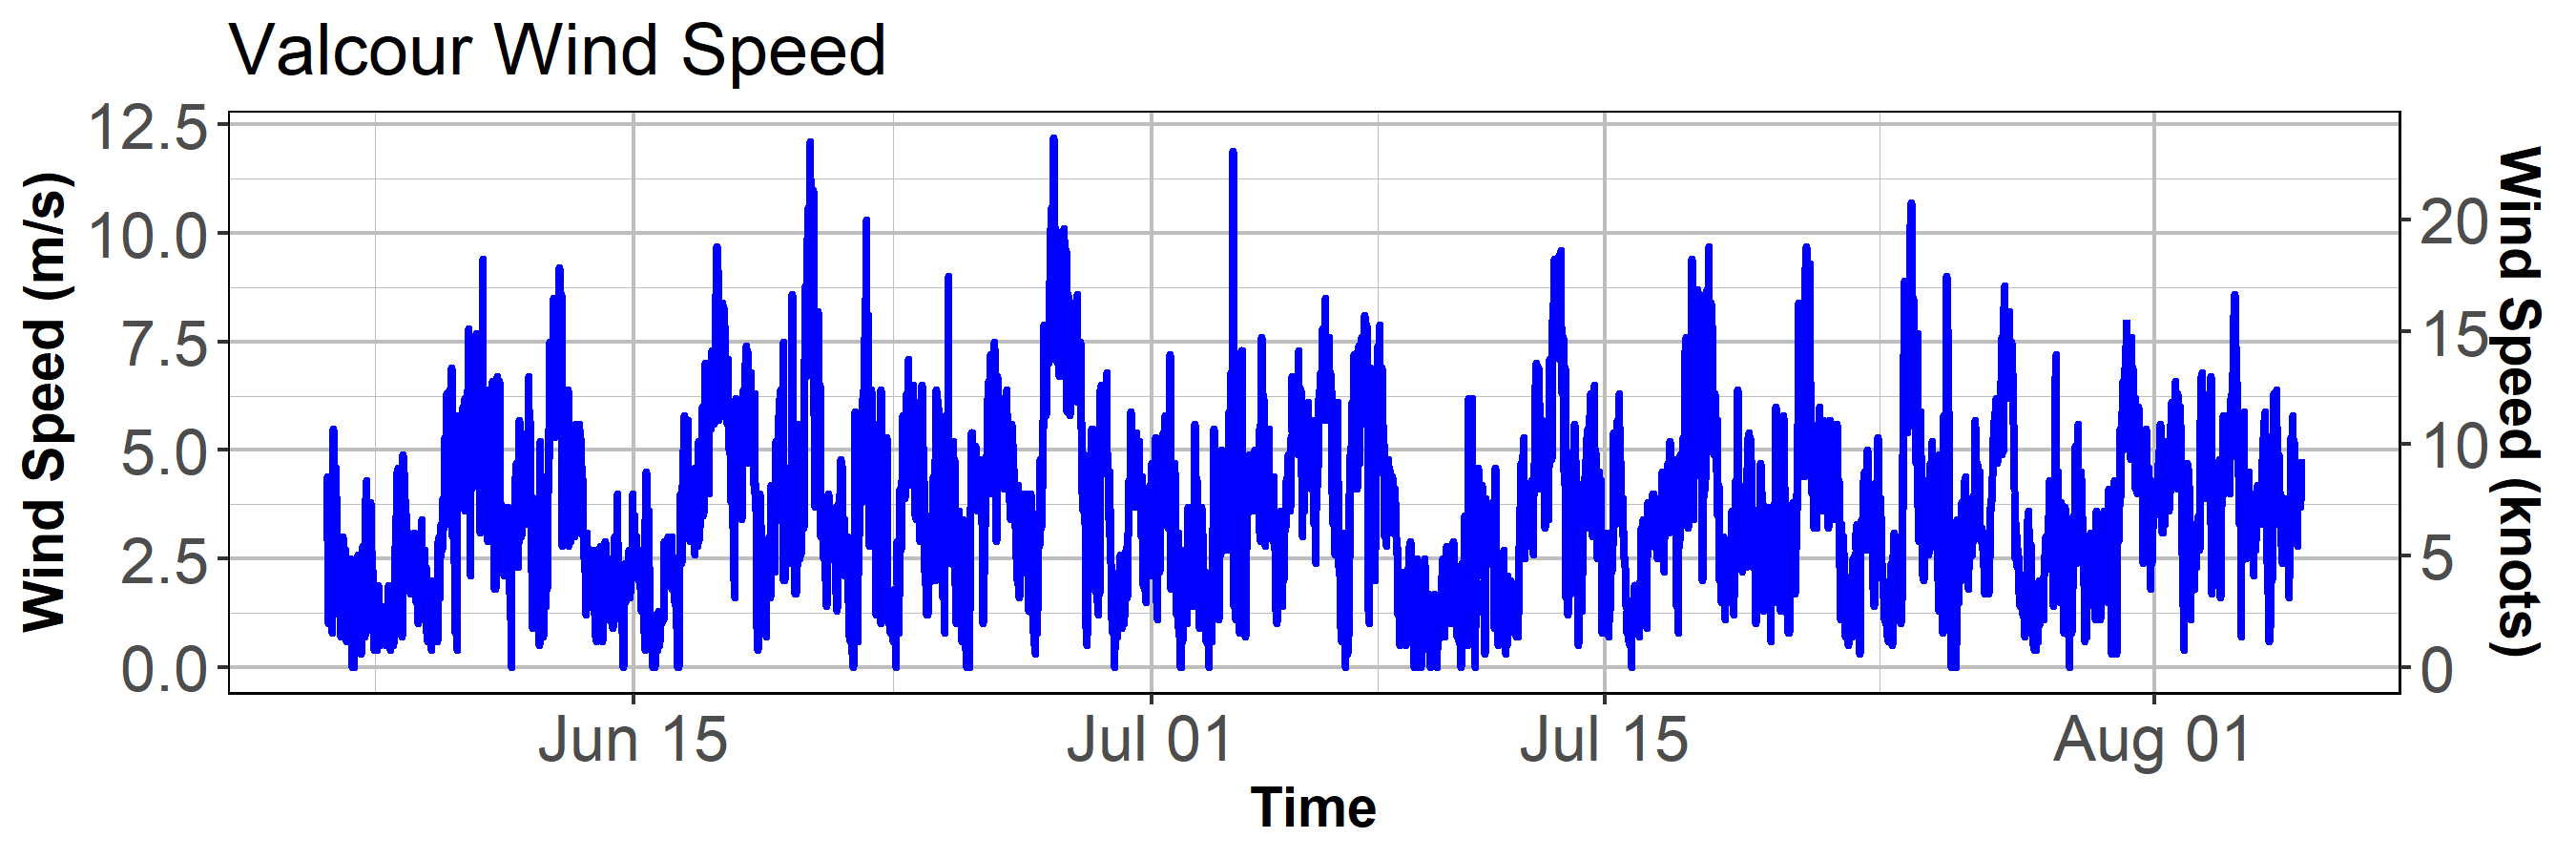 Valcour Wind Speed
12.5
10.0
7.5
5.0
2.5
0.0
Wind Speed (m/s)
20
15
10
5
0
Wind Speed (knots)
Jun 15
Jul 01
Jul 15
Aug 01
Time